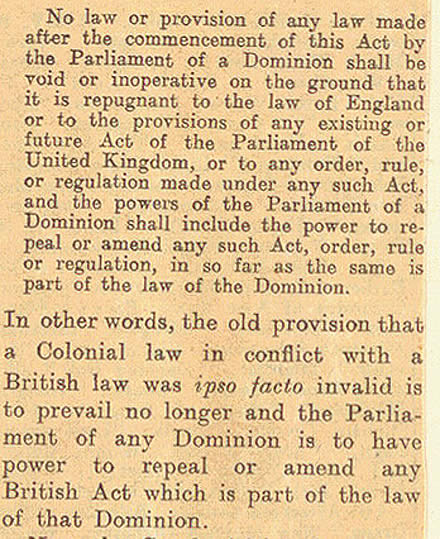 No law or provision of any law made
after the commencement of this Act by
the Parliament of a Dominion shall be
void or inoperative on the ground that
it is repugnant to the law of England
or to the provisions of any existing or
future Act of the Parliament of the
United Kingdom, or to any order, rule,
or regulation made under any such Act,
and the powers of the Parliament of a
Dominion shall include the power to re-
peal or amend any such Act, order, rule
or regulation, in so far as the same is
part of the law of the Dominion.
In other words, the old provision that
a Colonial law in conflict with a
British law was ipso facto invalid is
to prevail no longer and the Parlia-
ment of any Dominion is to have
power to repeal or amend any
British Act which is part of the law
of that Dominion.